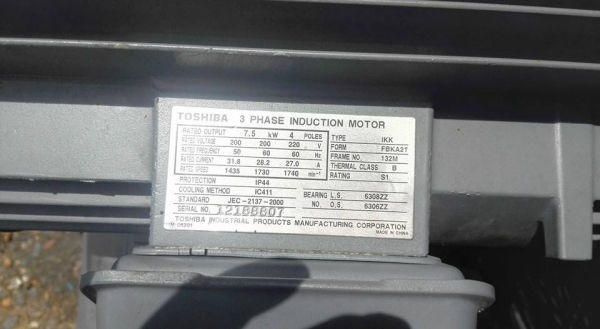 TOSHIBA 3 PHASE INDUCTION MOTOR
RATED OUTPUT 7.5 kW 4 POLES
RATED VOLTAGE 200 200 220 V
RATED FREQUENCY 50 60 60 Hz
RATED CURRENT 31.8 28.2 27.0 A
RATED SPEED 1435 1730 1740 min⁻¹
PROTECTION IP44
COOLING METHOD IC411
STANDARD JEC-2137-2000
SERIAL NO. 12188807
TYPE IKK
FORM FBKA21
FRAME NO. 132M
THERMAL CLASS B
RATING S1
BEARING L.S. 6308ZZ
NO. O.S. 6306ZZ
TOSHIBA INDUSTRIAL PRODUCTS MANUFACTURING CORPORATION
MADE IN CHINA